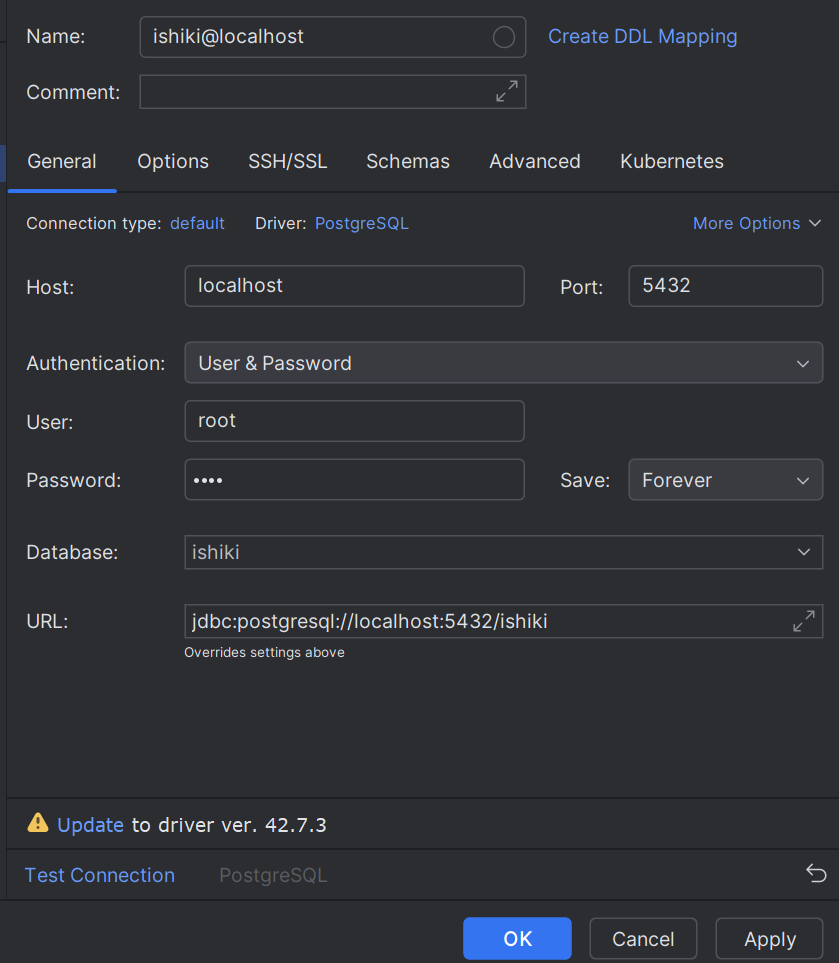 Name: ishiki@localhost Create DDL Mapping
Comment:
General Options SSH/SSL Schemas Advanced Kubernetes
Connection type: default Driver: PostgreSQL More Options
Host: localhost Port: 5432
Authentication: User & Password
User: root
Password: •••• Save: Forever
Database: ishiki
URL: jdbc:postgresql://localhost:5432/ishiki
Overrides settings above
Update to driver ver. 42.7.3
Test Connection PostgreSQL
OK Cancel Apply